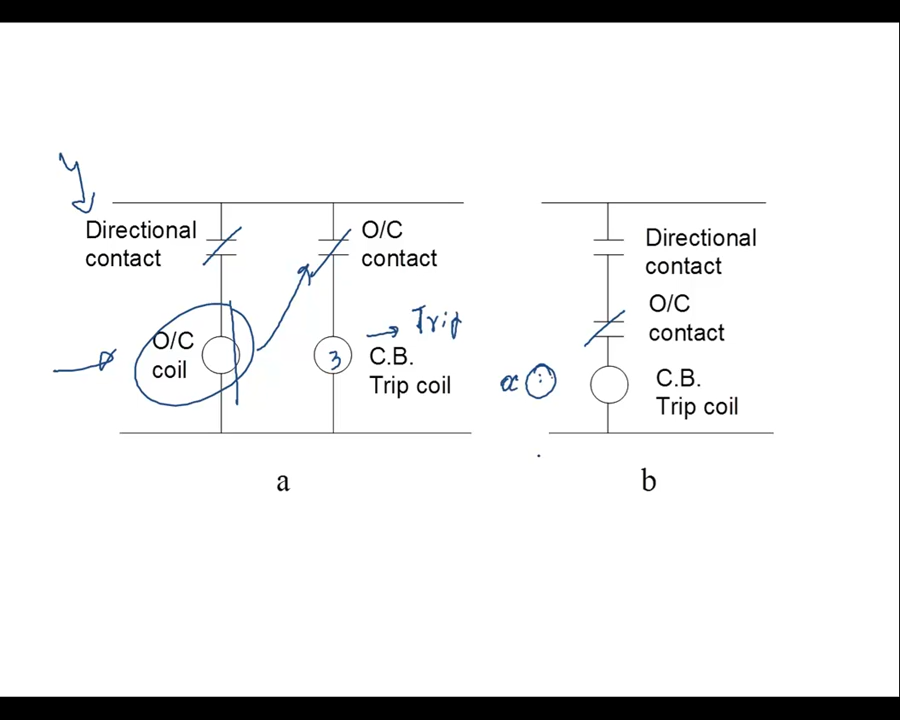 Directional
contact
O/C
contact
O/C
coil
3
Trip
C.B.
Trip coil
a
Directional
contact
O/C
contact
C.B.
Trip coil
b